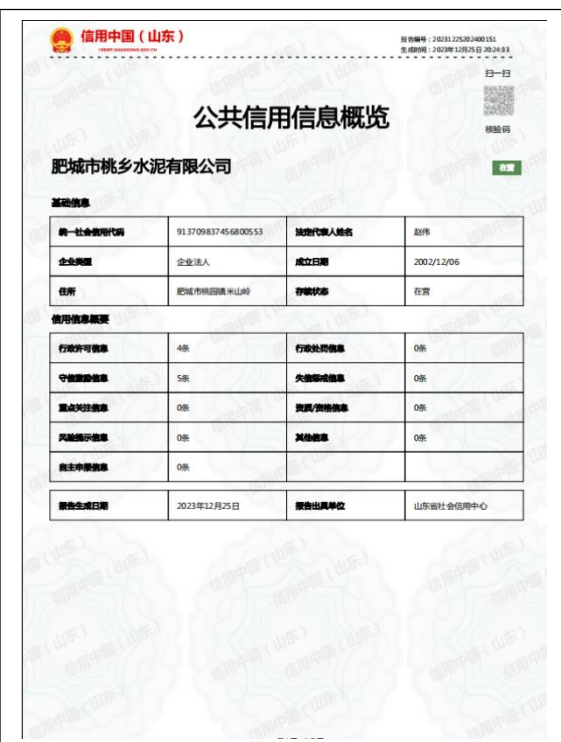 信用中国（山东）
CREDIT.SHANDONG.GOV.CN
报告编号：20231225202400151
生成时间：2023年12月25日 20:24:33
扫一扫
核验码
公共信用信息概览
肥城市桃乡水泥有限公司
在营
基础信息
统一社会信用代码 913709837456800553 法定代表人姓名 赵伟
企业类型 企业法人 成立日期 2002/12/06
住所 肥城市桃园镇米山岭 存续状态 在营
信用信息概要
行政许可信息 4条 行政处罚信息 0条
守信激励信息 5条 失信惩戒信息 0条
重点关注信息 0条 资质/资格信息 0条
风险提示信息 0条 其他信息 0条
自主申报信息 0条
报告生成日期 2023年12月25日 报告出具单位 山东省社会信用中心